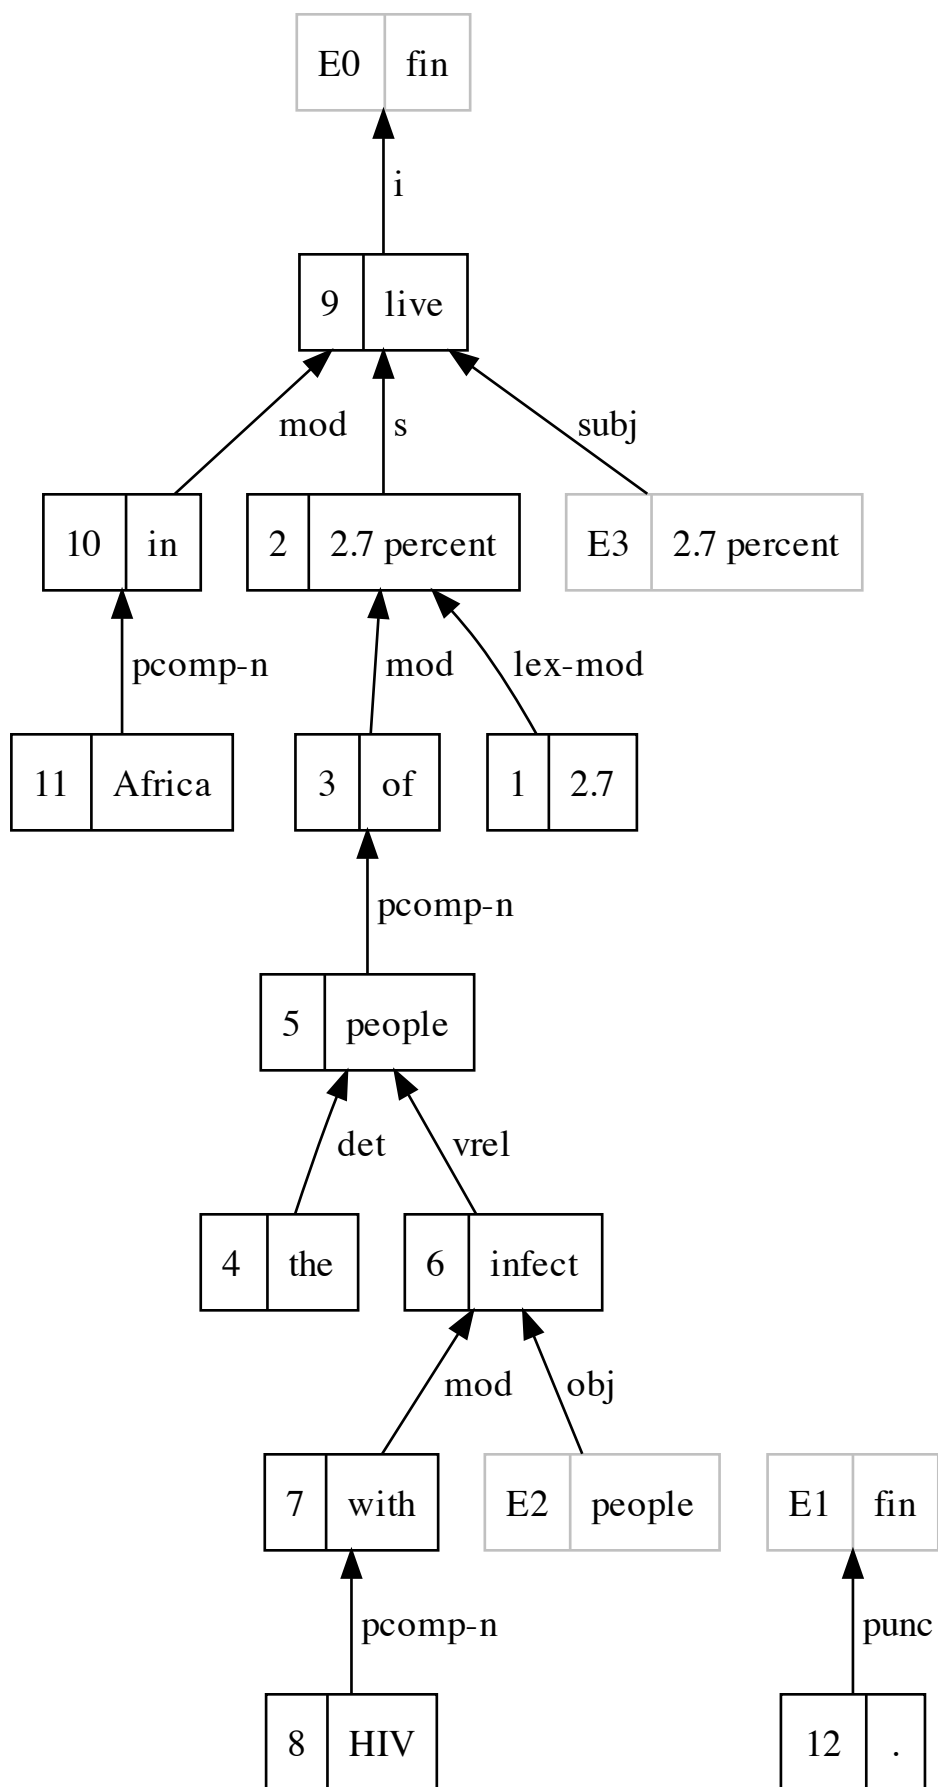 E0 fin
i
9 live
mod s subj
10 in 2 2.7 percent E3 2.7 percent
pcomp-n mod lex-mod
11 Africa 3 of 1 2.7
pcomp-n
5 people
det vrel
4 the 6 infect
mod obj
7 with E2 people E1 fin
pcomp-n punc
8 HIV 12 .